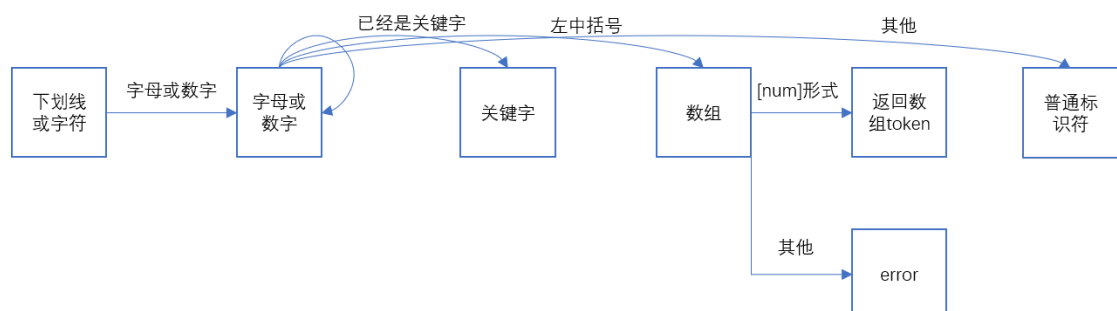 已经是关键字
左中括号
其他
下划线
或字符
字母或数字
字母或
数字
关键字
数组
[num]形式
返回数
组token
普通标
识符
其他
error